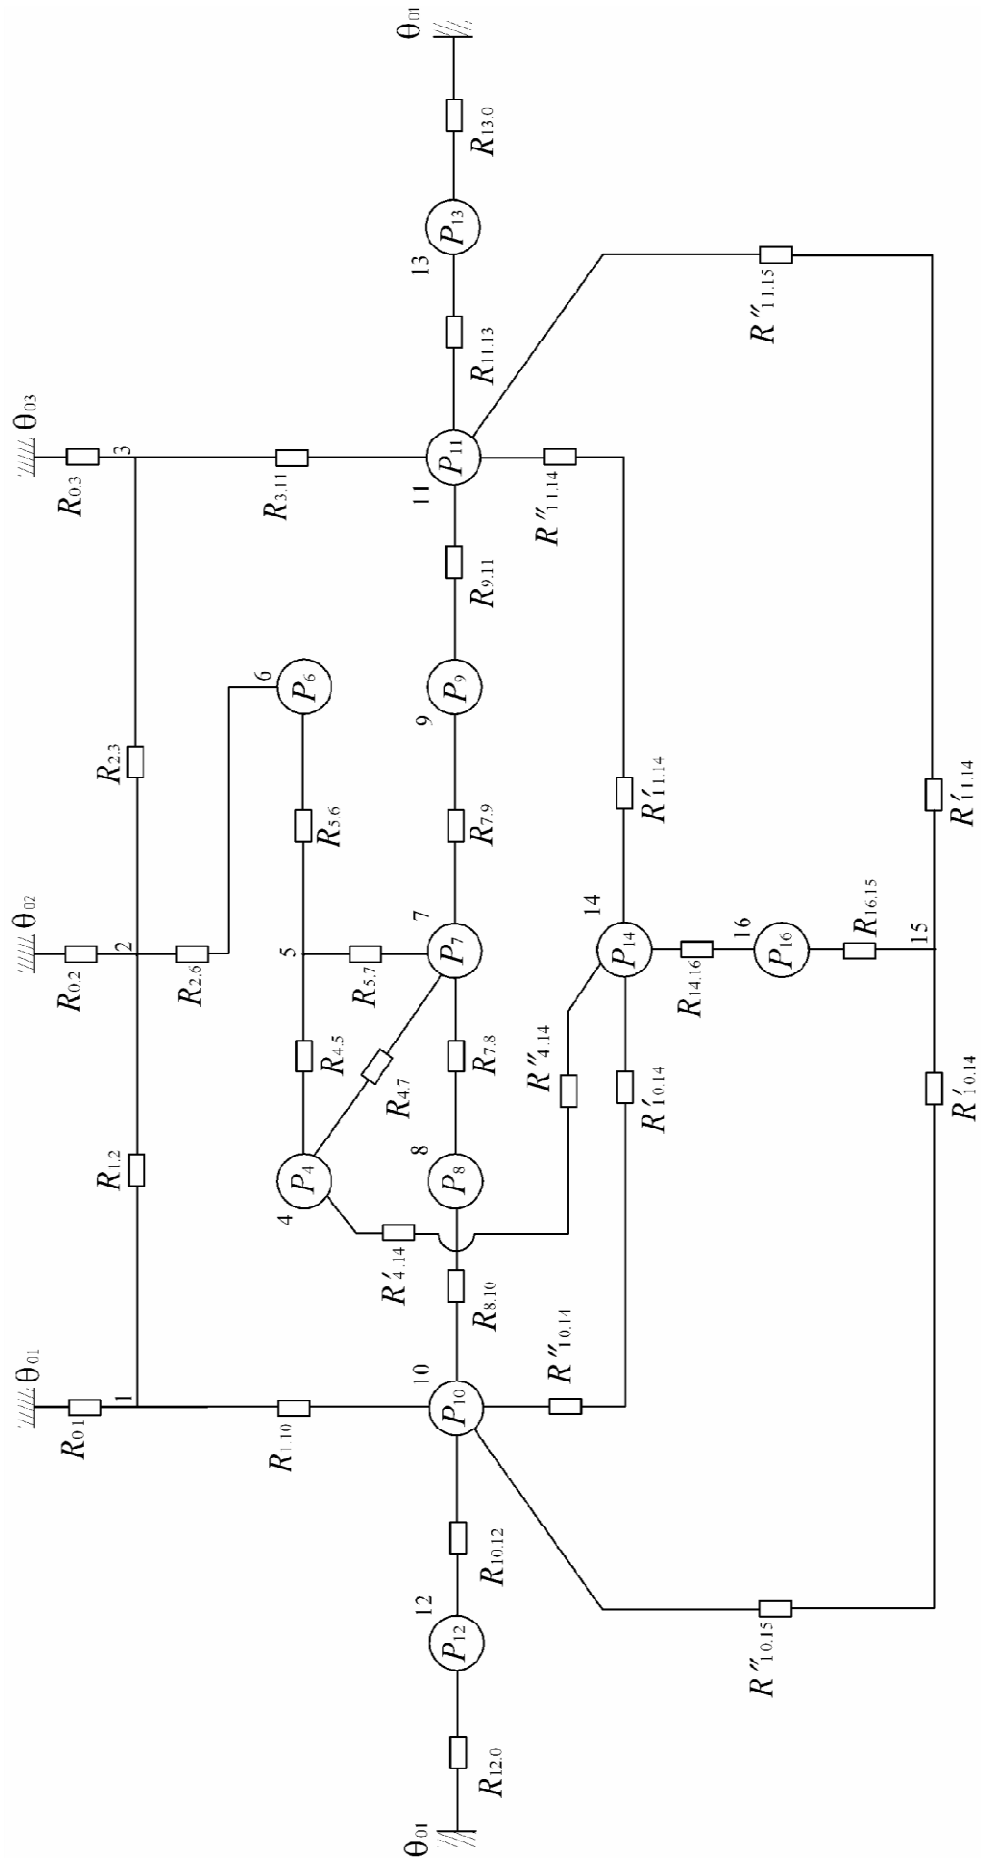 θ01
θ02
θ03
R01
R0.2
R0.3
1
2
3
R1.2
R2.3
R2.6
R1.10
R3.11
6
P6
4
P4
R4.5
5
R5.6
R4.7
R5.7
R′4.14
θ01
R12.0
12
P12
R10.12
10
P10
R8.10
8
P8
R7.8
7
P7
R7.9
9
P9
R9.11
11
P11
R11.13
13
P13
R13.0
θ01
R″10.14
R″4.14
R″11.14
R′10.14
14
P14
R′11.14
R14.16
16
P16
R″10.15
R″11.15
R16.15
15
R′10.14
R′11.14